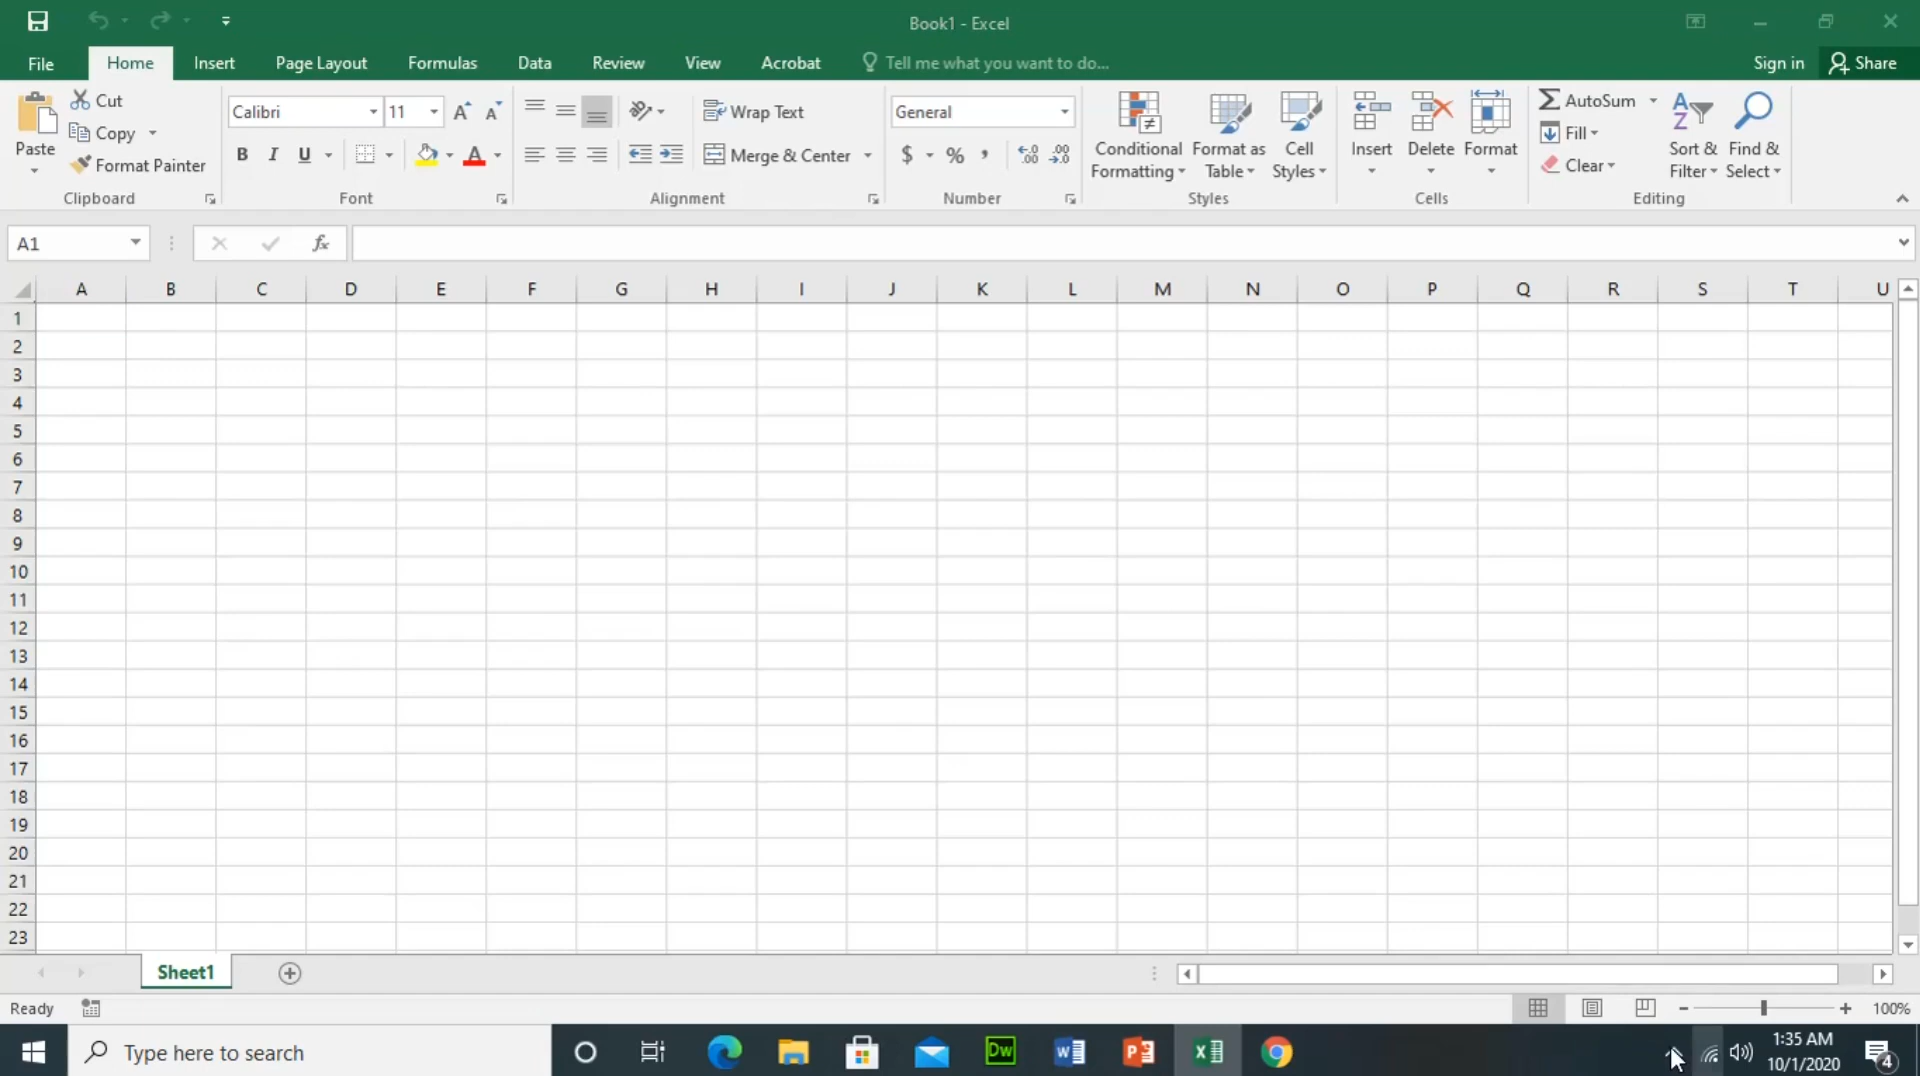 Book1 - Excel
File Home Insert Page Layout Formulas Data Review View Acrobat Tell me what you want to do... Sign in Share
Paste
Cut
Copy
Format Painter
Clipboard
Calibri 11
B I U A
Font
Wrap Text
Merge & Center
Alignment
General
$ % ,
Number
Conditional Formatting
Format as Table
Cell Styles
Styles
Insert
Delete
Format
Cells
AutoSum
Fill
Clear
Sort & Filter
Find & Select
Editing
A1 fx
A B C D E F G H I J K L M N O P Q R S T U
1
2
3
4
5
6
7
8
9
10
11
12
13
14
15
16
17
18
19
20
21
22
23
Sheet1
Ready 100%
Type here to search
Dw
1:35 AM
10/1/2020
4